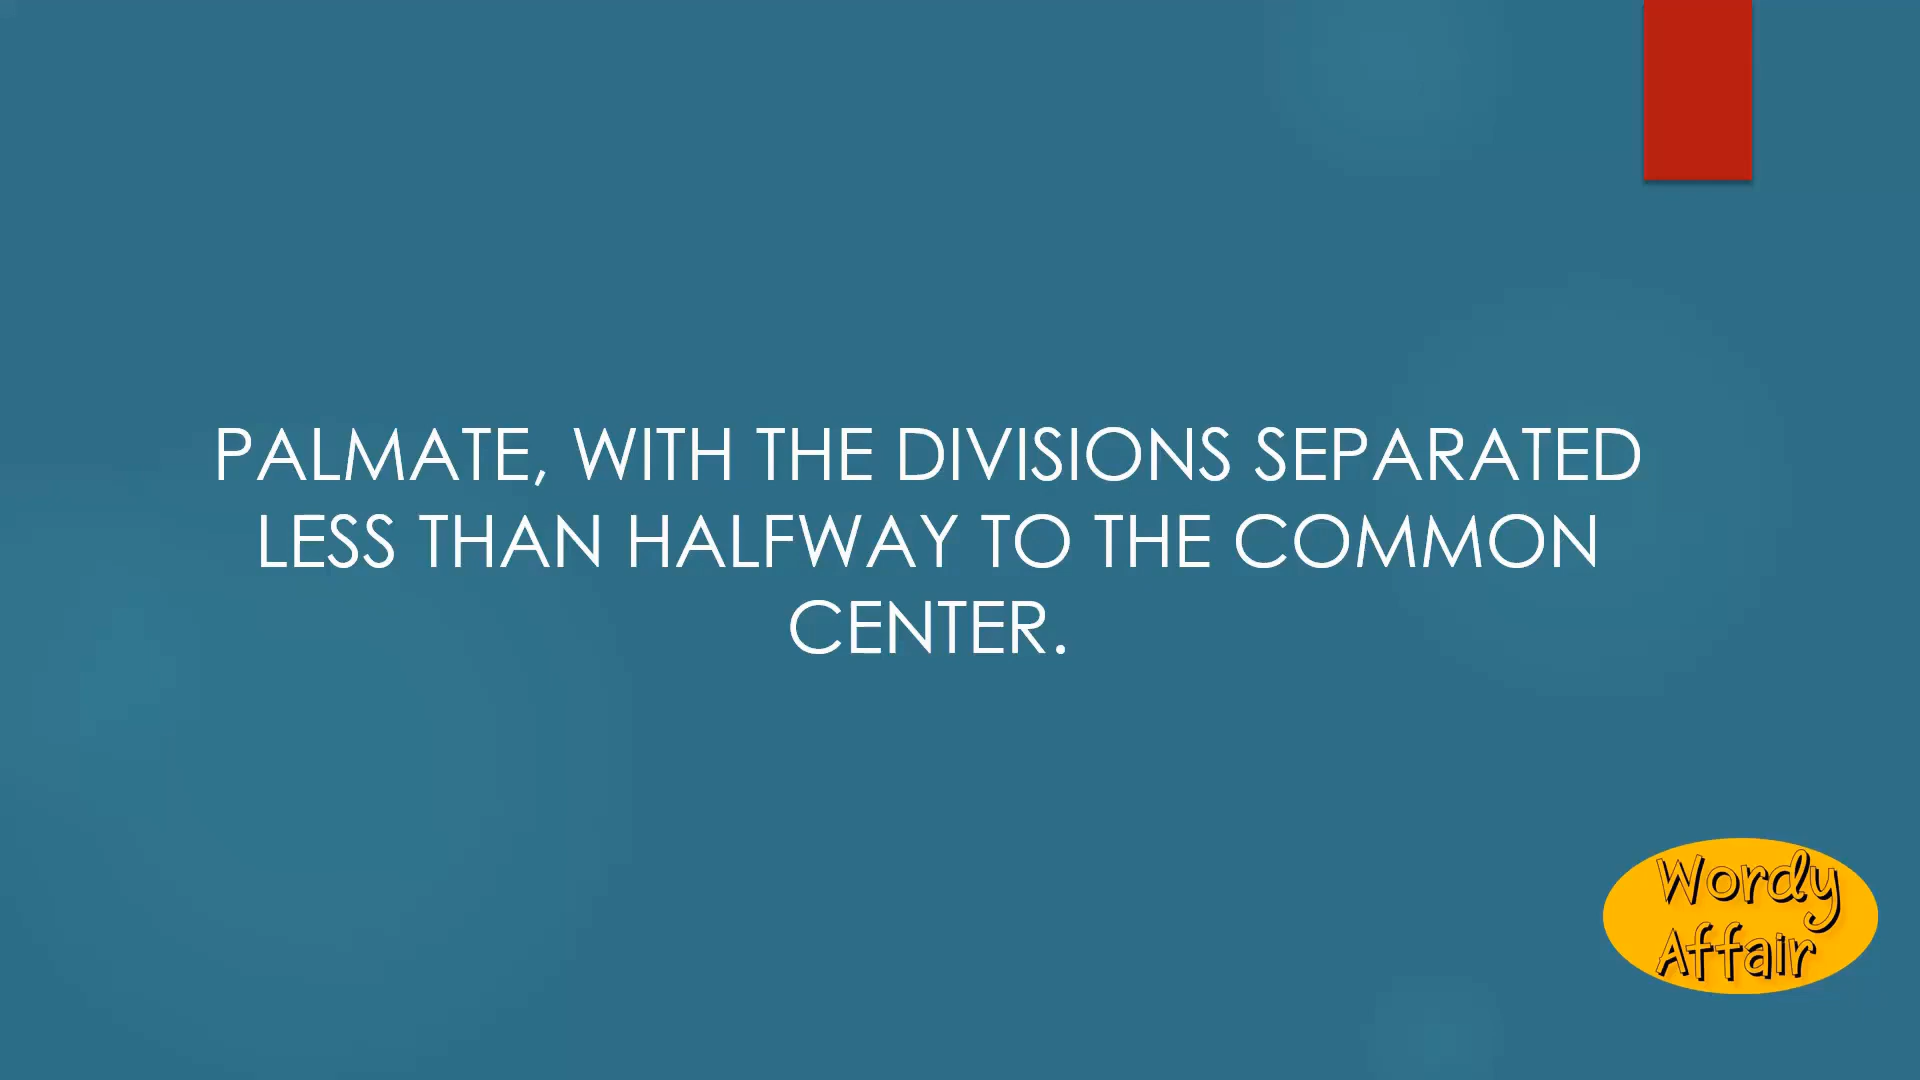 PALMATE, WITH THE DIVISIONS SEPARATED
LESS THAN HALFWAY TO THE COMMON
CENTER.
Wordy
Affair